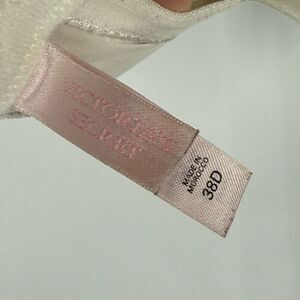 VICTORIA'S
SECRET
MADE IN
MOROCCO
38D